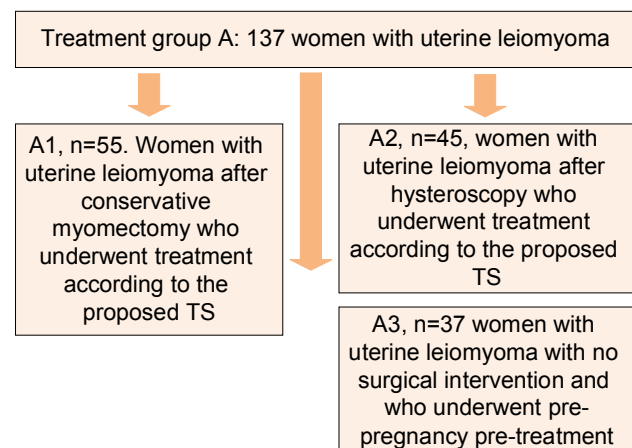 Treatment group A: 137 women with uterine leiomyoma
A1, n=55. Women with
uterine leiomyoma after
conservative
myomectomy who
underwent treatment
according to the
proposed TS
A2, n=45, women with
uterine leiomyoma after
hysteroscopy who
underwent treatment
according to the proposed
TS
A3, n=37 women with
uterine leiomyoma with no
surgical intervention and
who underwent pre-
pregnancy pre-treatment